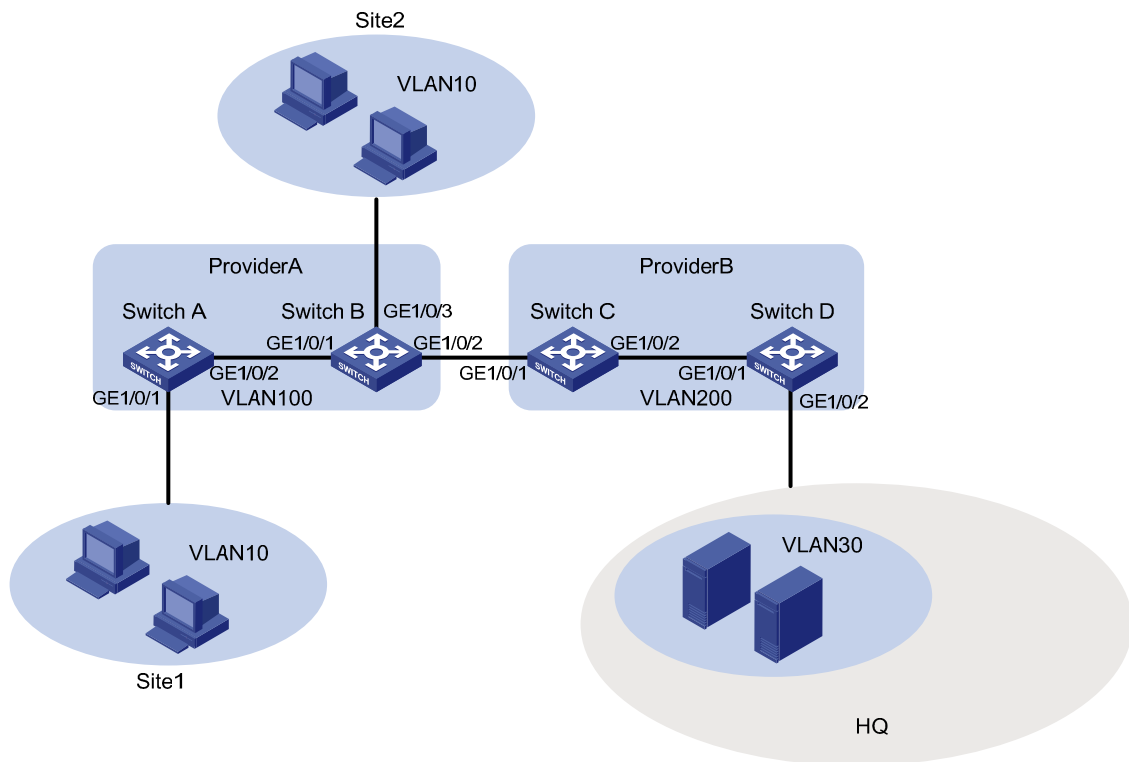 Site2
VLAN10
ProviderA
ProviderB
Switch A
Switch B
GE1/0/3
Switch C
Switch D
GE1/0/1
GE1/0/2
GE1/0/2
GE1/0/2
GE1/0/1
GE1/0/1
SWITCH
SWITCH
SWITCH
SWITCH
GE1/0/1
VLAN100
VLAN200
GE1/0/2
VLAN10
VLAN30
Site1
HQ